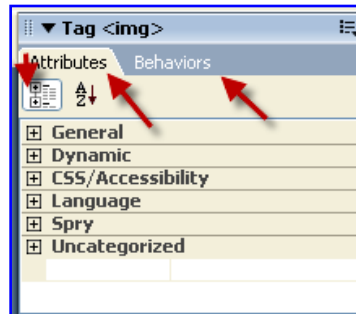 Tag <img>
Attributes Behaviors
A
Z
General
Dynamic
CSS/Accessibility
Language
Spry
Uncategorized